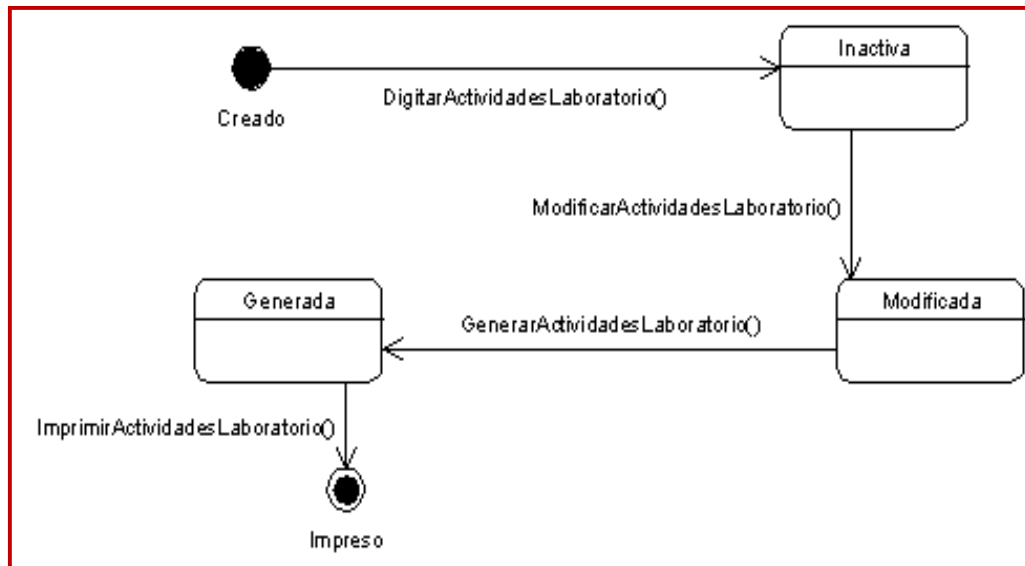 Inactiva
DigitarActividadesLaboratorio()
Creado
ModificarActividadesLaboratorio()
Generada
Modificada
GenerarActividadesLaboratorio()
ImprimirActividadesLaboratorio()
Impreso